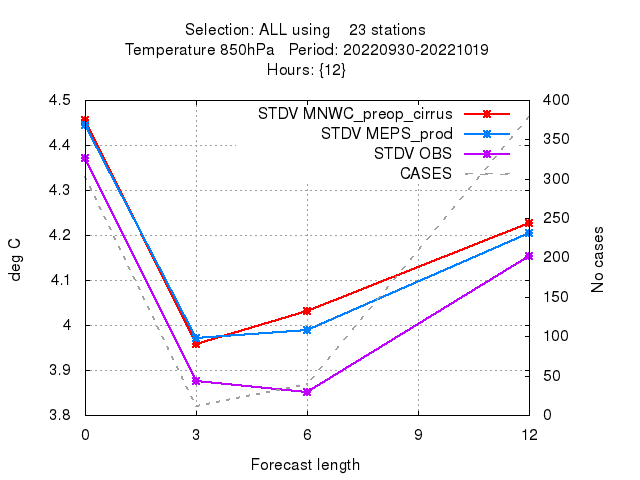 Selection: ALL using    23 stations
Temperature 850hPa   Period: 20220930-20221019
Hours: {12}
4.5
4.4
4.3
4.2
4.1
4
3.9
3.8
deg C
STDV MNWC_preop_cirrus
STDV MEPS_prod
STDV OBS
CASES
400
350
300
250
200
150
100
50
0
No cases
0 3 6 9 12
Forecast length